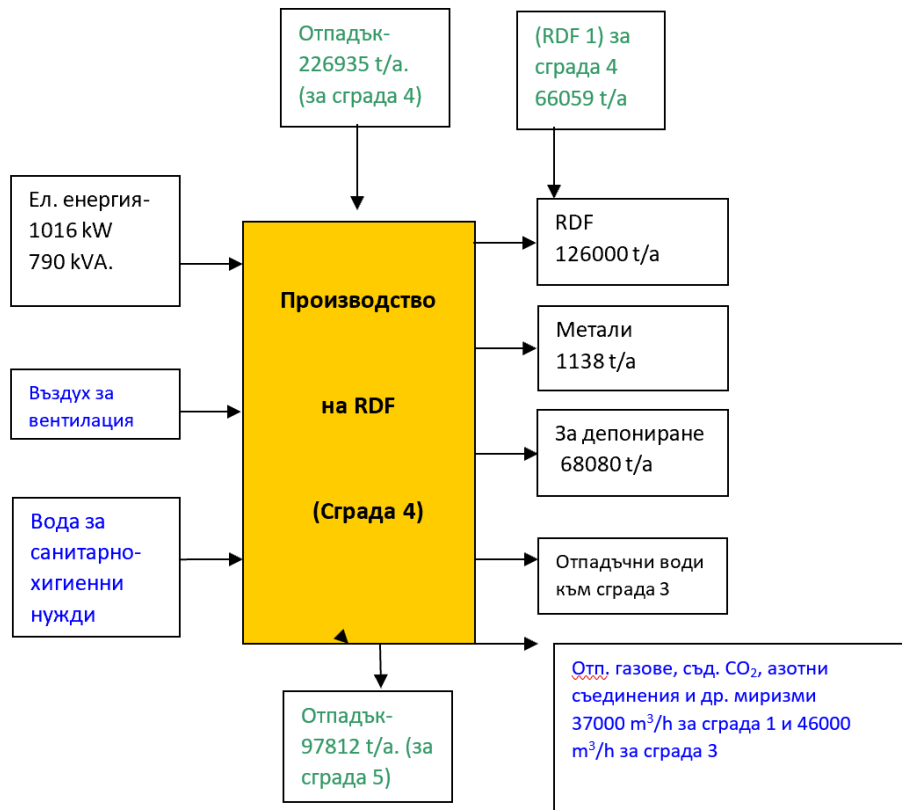 Отпадък-
226935 t/a.
(за сграда 4)
(RDF 1) за
сграда 4
66059 t/a
Ел. енергия-
1016 kW
790 kVA.
Въздух за
вентилация
Вода за
санитарно-
хигиенни
нужди
Производство
на RDF
(Сграда 4)
RDF
126000 t/a
Метали
1138 t/a
За депониране
68080 t/a
Отпадъчни води
към сграда 3
Отп. газове, съд. CO₂, азотни
съединения и др. миризми
37000 m³/h за сграда 1 и 46000
m³/h за сграда 3
Отпадък-
97812 t/a. (за
сграда 5)